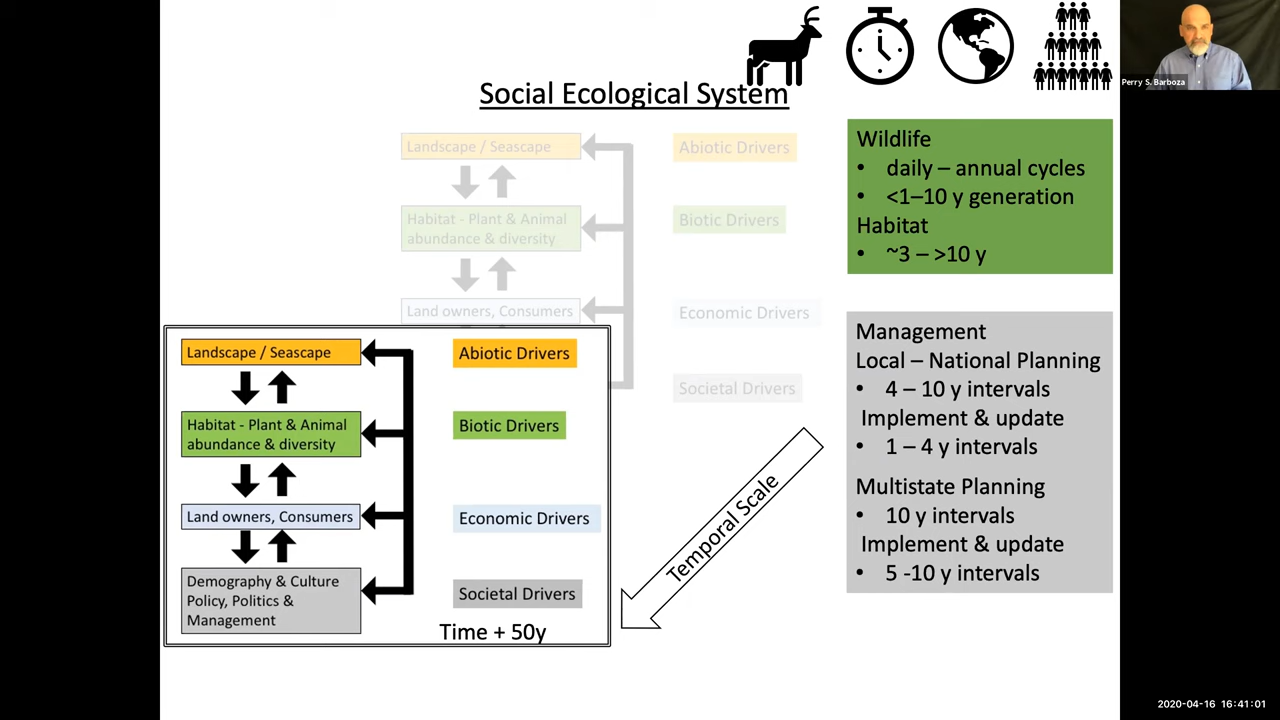 Perry S. Barboza
Social Ecological System
Landscape / Seascape
Abiotic Drivers
Habitat - Plant & Animal
abundance & diversity
Biotic Drivers
Land owners, Consumers
Economic Drivers
Societal Drivers
Landscape / Seascape
Abiotic Drivers
Habitat - Plant & Animal
abundance & diversity
Biotic Drivers
Land owners, Consumers
Economic Drivers
Demography & Culture
Policy, Politics &
Management
Societal Drivers
Time + 50y
Temporal Scale
Wildlife
• daily – annual cycles
• <1–10 y generation
Habitat
• ~3 – >10 y
Management
Local – National Planning
• 4 – 10 y intervals
Implement & update
• 1 – 4 y intervals
Multistate Planning
• 10 y intervals
Implement & update
• 5 -10 y intervals
2020-04-16 16:41:01